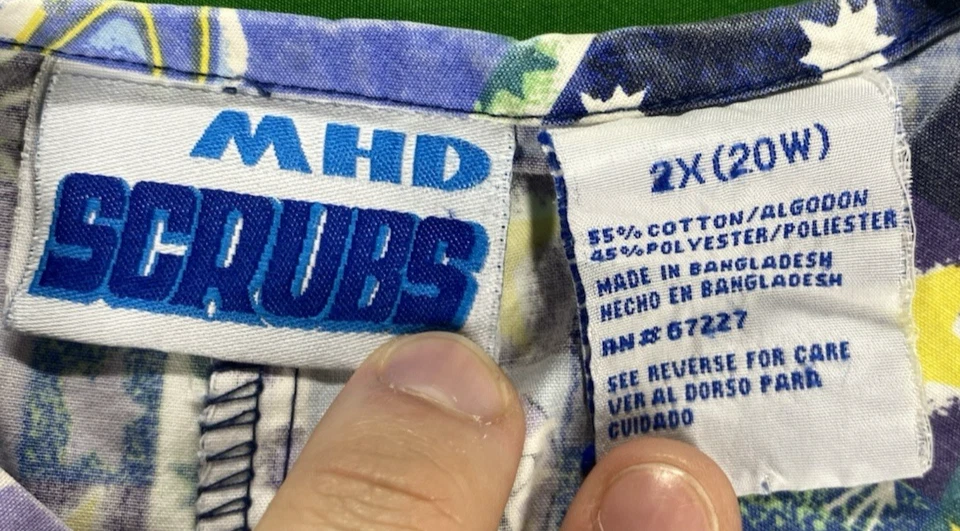 MHD
SCRUBS
2X(20W)
55% COTTON/ALGODON
45% POLYESTER/POLIESTER
MADE IN BANGLADESH
HECHO EN BANGLADESH
RN# 67227
SEE REVERSE FOR CARE
VER AL DORSO PARA
CUIDADO